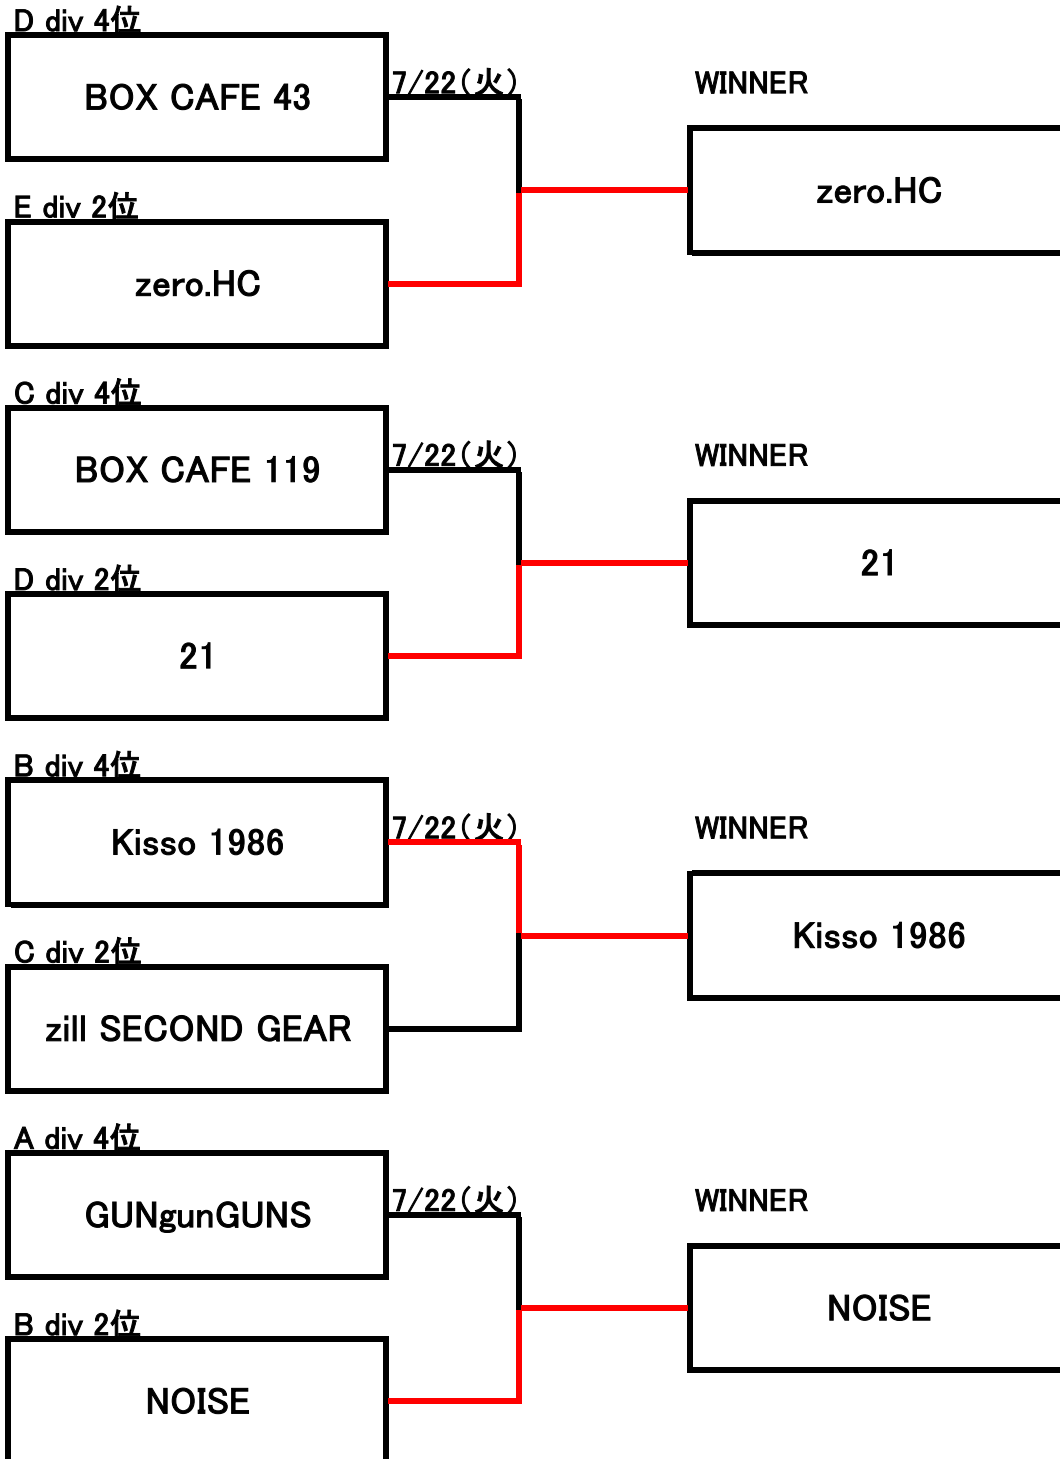 D div 4位
BOX CAFE 43
7/22(火)
WINNER
zero.HC
E div 2位
zero.HC
C div 4位
BOX CAFE 119
7/22(火)
WINNER
21
D div 2位
21
B div 4位
Kisso 1986
7/22(火)
WINNER
Kisso 1986
C div 2位
zill SECOND GEAR
A div 4位
GUNgunGUNS
7/22(火)
WINNER
NOISE
B div 2位
NOISE